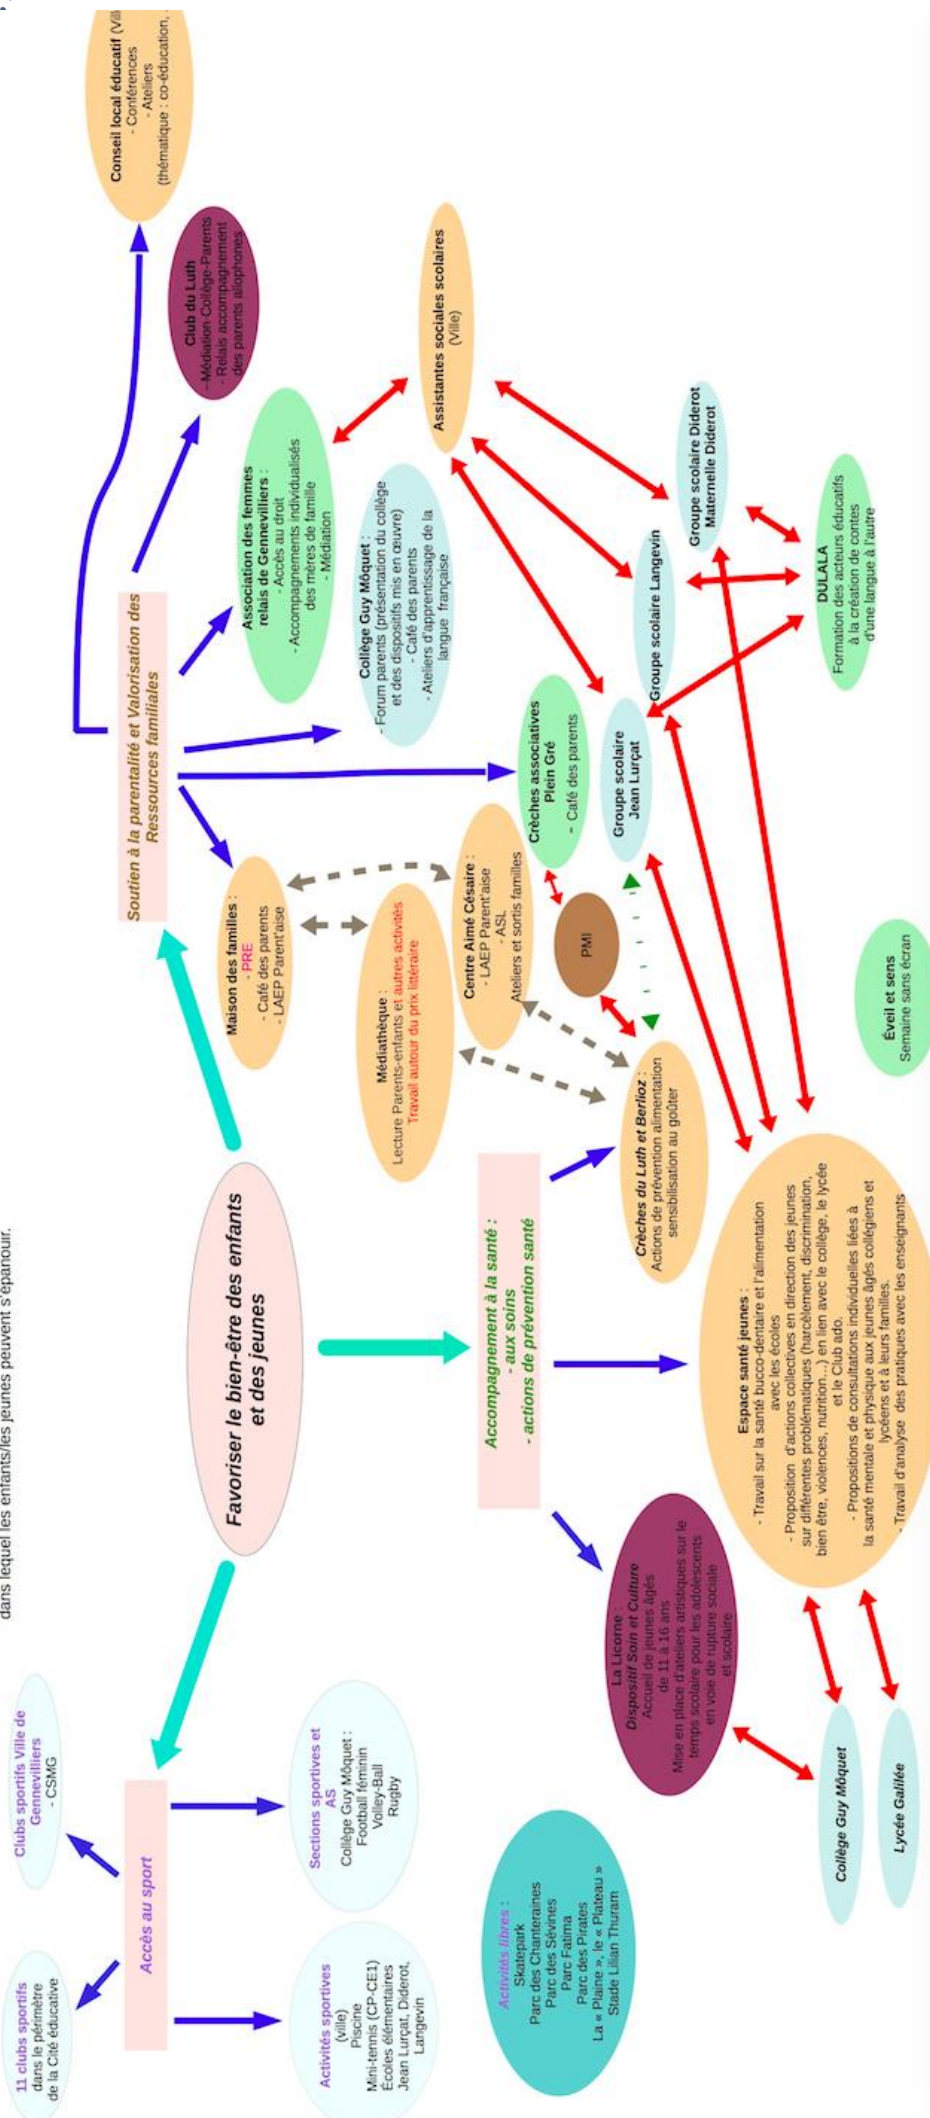 dans lequel les enfants/les jeunes peuvent s'épanouir.
11 clubs sportifs
dans le périmètre
de la Cité éducative
Clubs sportifs Ville de
Gennevilliers
- CSMG
Accès au sport
Activités sportives
(ville)
Piscine
Mini-tennis (CP-CE1)
Écoles élémentaires
Jean Lurçat, Diderot,
Langevin
Sections sportives et
AS
Collège Guy Môquet :
Football féminin
Volley-Ball
Rugby
Activités libres :
Skatepark
Parc des Chanteraines
Parc des Sévines
Parc Fatima
Parc des Pirates
La « Plaine », le « Plateau »
Stade Lilian Thuram
Favoriser le bien-être des enfants
et des jeunes
Accompagnement à la santé :
- aux soins
- actions de prévention santé
La Licorne :
Dispositif Soin et Culture
Accueil de jeunes âgés
de 11 à 16 ans
Mise en place d'ateliers artistiques sur le
temps scolaire pour les adolescents
en voie de rupture sociale
et scolaire
Collège Guy Môquet
Lycée Galilée
Espace santé jeunes :
- Travail sur la santé bucco-dentaire et l'alimentation
avec les écoles
- Proposition d'actions collectives en direction des jeunes
sur différentes problématiques (harcèlement, discrimination,
bien être, violences, nutrition...) en lien avec le collège, le lycée
et le Club ado.
- Propositions de consultations individuelles liées à
la santé mentale et physique aux jeunes âgés collégiens et
lycéens et à leurs familles.
- Travail d'analyse des pratiques avec les enseignants
Crèches du Luth et Berlioz :
Actions de prévention alimentation
sensibilisation au goûter
Soutien à la parentalité et Valorisation des
Ressources familiales
Maison des familles :
- PRE
- Café des parents
- LAEP Parent'aise
Médiathèque :
Lecture Parents-enfants et autres activités
Travail autour du prix littéraire
Centre Aimé Césaire :
- LAEP Parent'aise
- ASL
Ateliers et sortis familles
PMI
Crèches associatives
Plein Gré
- Café des parents
Collège Guy Môquet :
- Forum parents (présentation du collège
et des dispositifs mis en œuvre)
- Café des parents
- Ateliers d'apprentissage de la
langue française
Association des femmes
relais de Gennevilliers :
- Accès au droit
- Accompagnements individualisés
des mères de famille
- Médiation
Club du Luth
- Médiation Collège-Parents
- Relais accompagnement
des parents allophones
Conseil local éducatif (Vill
- Conférences
- Ateliers
(thématique : co-éducation,
Assistantes sociales scolaires
(Ville)
Groupe scolaire
Jean Lurçat
Groupe scolaire Langevin
Groupe scolaire Diderot
Maternelle Diderot
DULALA
Formation des acteurs éducatifs
à la création de contes
d'une langue à l'autre
Éveil et sens
Semaine sans écran